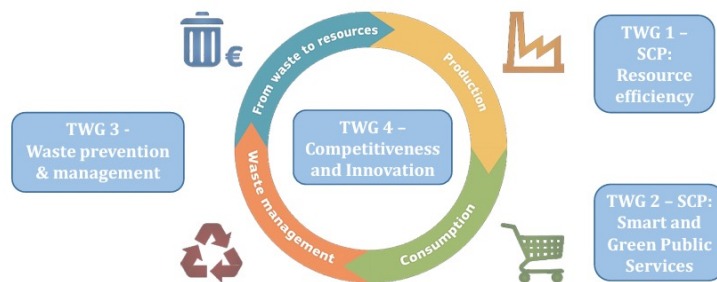 From waste to resources
€
Production
TWG 1 –
SCP:
Resource
efficiency
TWG 3 -
Waste prevention
& management
TWG 4 –
Competitiveness
and Innovation
Waste management
Consumption
TWG 2 – SCP:
Smart and
Green Public
Services